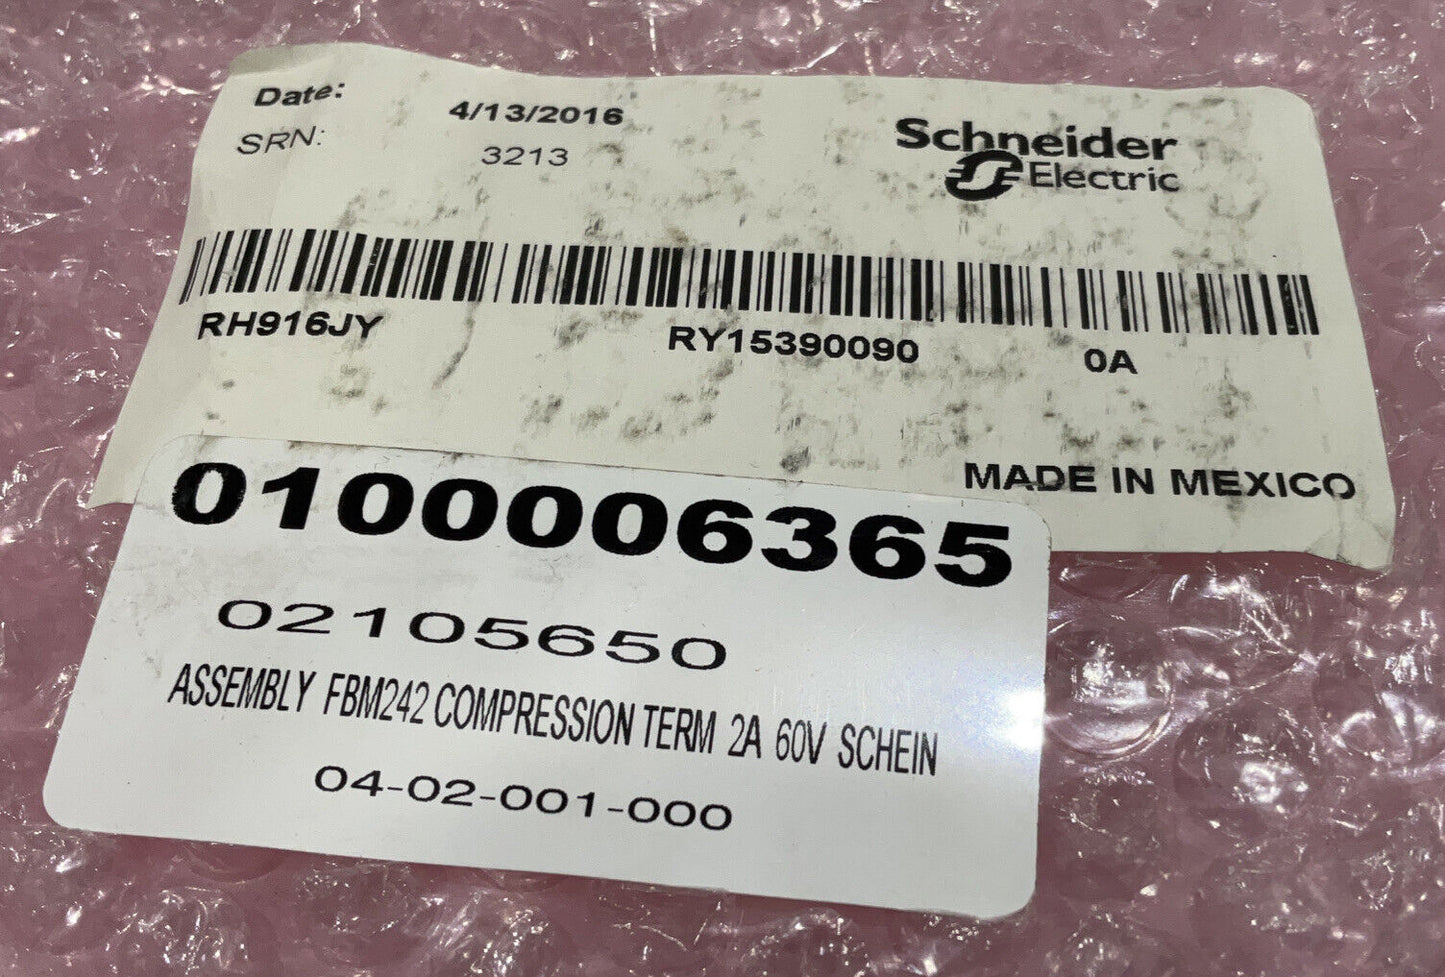 Date: 4/13/2016
SRN: 3213
Schneider
Electric
RH916JY RY15390090 0A
MADE IN MEXICO
0100006365
02105650
ASSEMBLY FBM242 COMPRESSION TERM 2A 60V SCHEIN
04-02-001-000